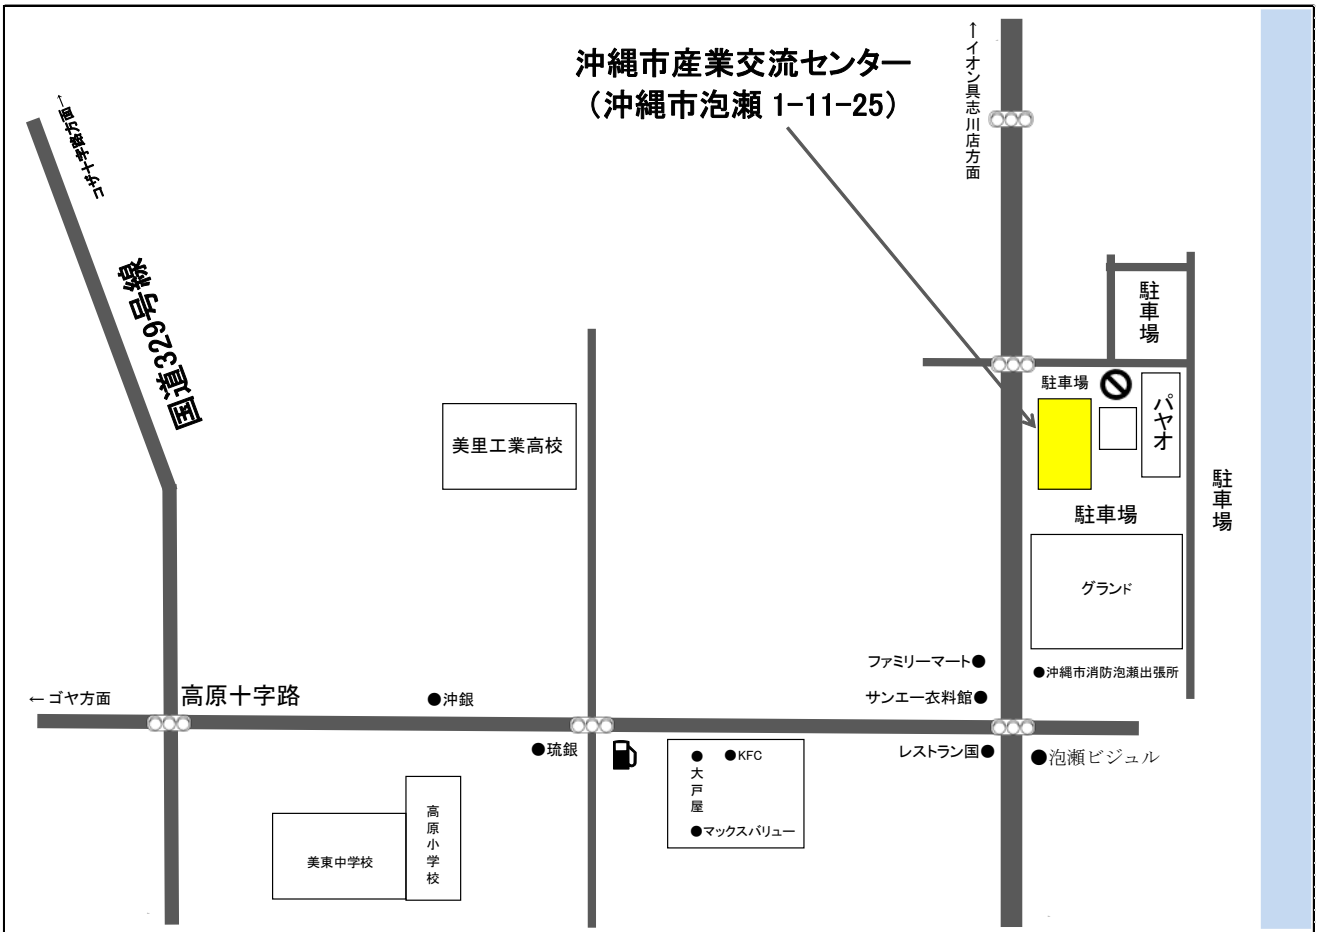 沖縄市産業交流センター
（沖縄市泡瀬 1-11-25）
↑イオン具志川店方面
コザ十字路方面→
国道329号線
駐車場
駐車場
パヤオ
美里工業高校
駐車場
駐車場
グランド
ファミリーマート●
●沖縄市消防泡瀬出張所
サンエー衣料館●
←ゴヤ方面
高原十字路
●沖銀
●琉銀
レストラン国●
●泡瀬ビジュル
●大戸屋
●KFC
●マックスバリュー
高原小学校
美東中学校